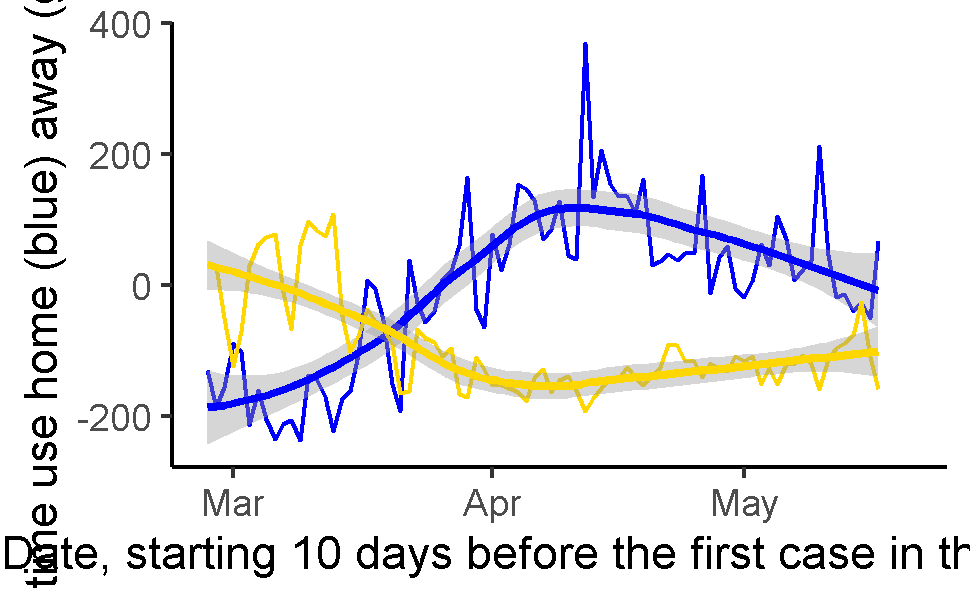 time use home (blue) away (
400
200
0
-200
Mar Apr May
Date, starting 10 days before the first case in th